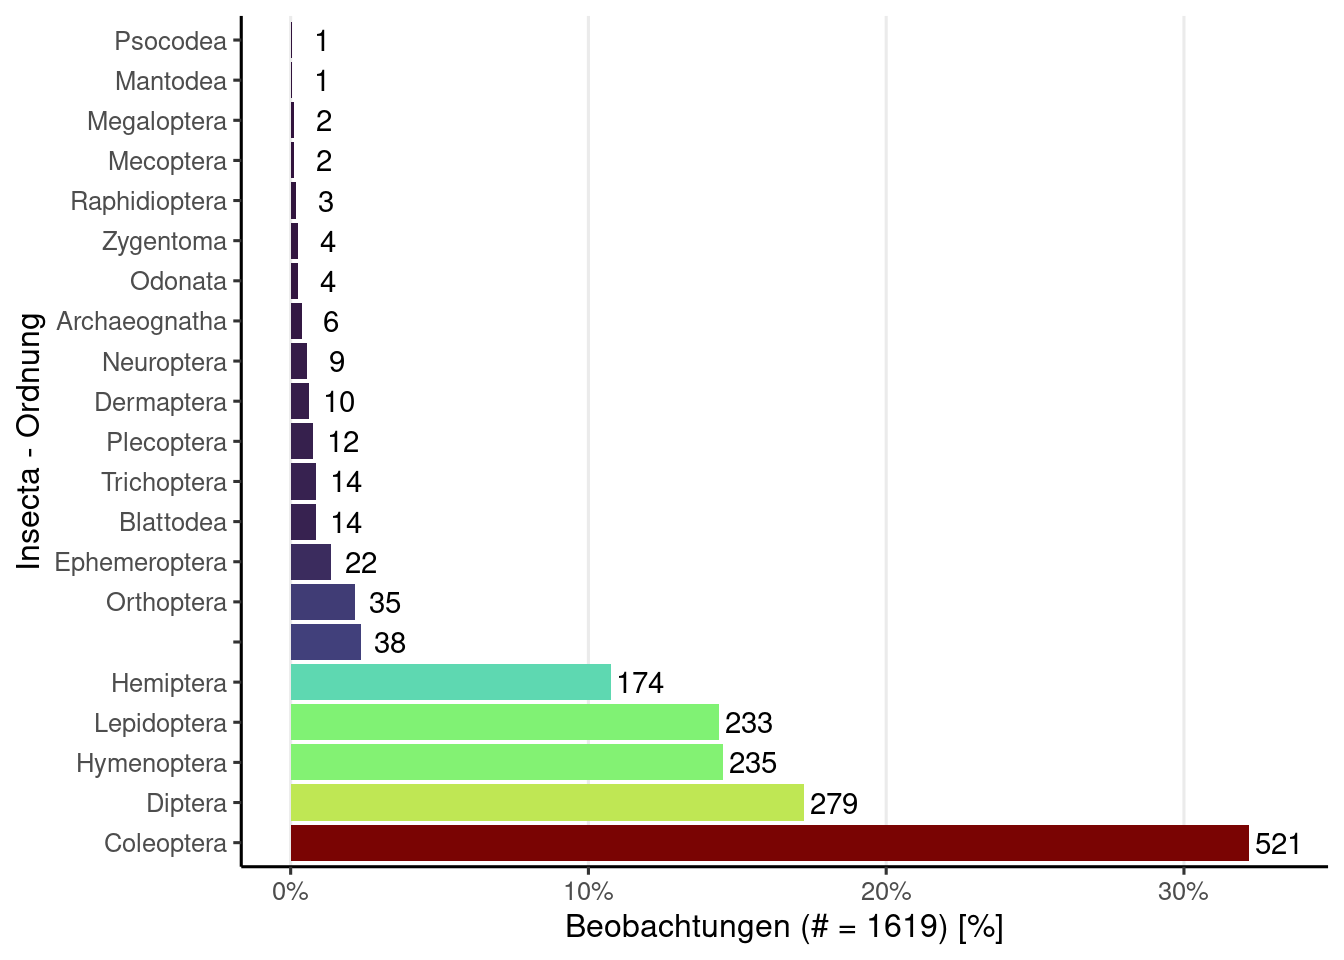 Psocodea 1
Mantodea 1
Megaloptera 2
Mecoptera 2
Raphidioptera 3
Zygentoma 4
Odonata 4
Archaeognatha 6
Neuroptera 9
Dermaptera 10
Plecoptera 12
Trichoptera 14
Blattodea 14
Ephemeroptera 22
Orthoptera 35
38
Hemiptera 174
Lepidoptera 233
Hymenoptera 235
Diptera 279
Coleoptera 521
Insecta - Ordnung
0% 10% 20% 30%
Beobachtungen (# = 1619) [%]